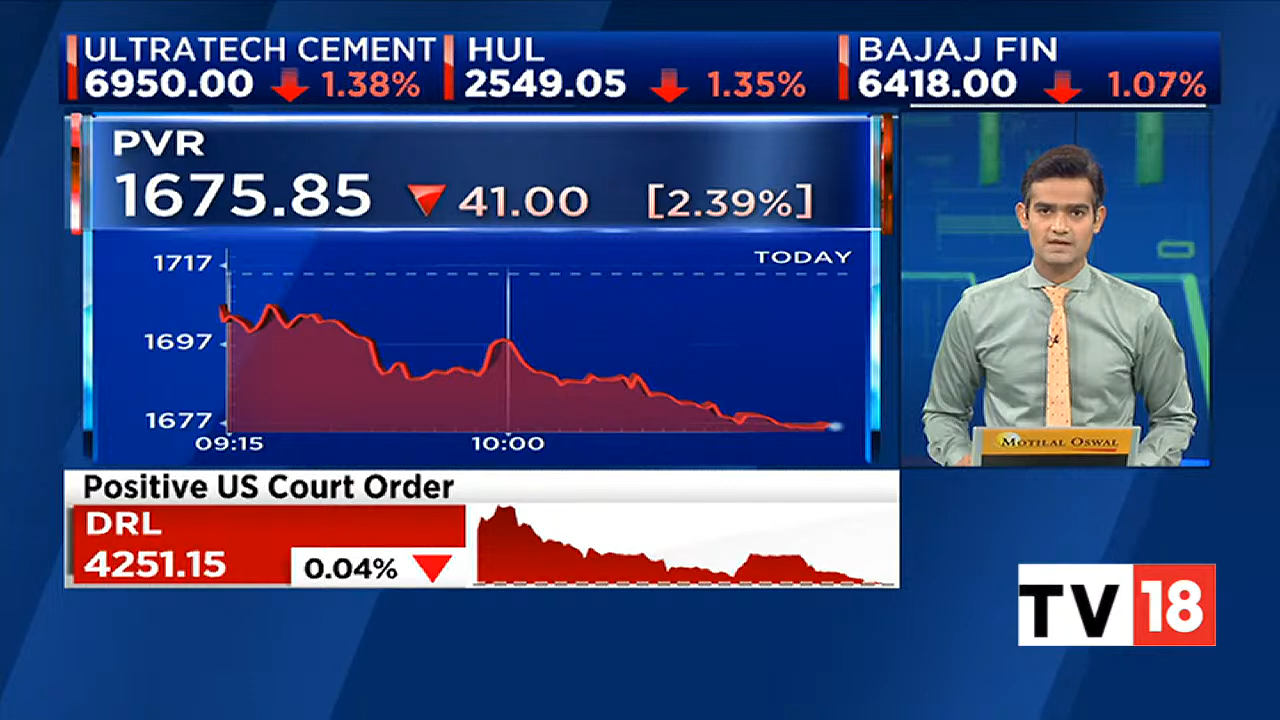 ULTRATECH CEMENT
6950.00 1.38%
HUL
2549.05 1.35%
BAJAJ FIN
6418.00 1.07%
PVR
1675.85 41.00 [2.39%]
TODAY
1717
1697
1677
09:15 10:00
MOTILAL OSWAL
Positive US Court Order
DRL
4251.15 0.04%
TV18